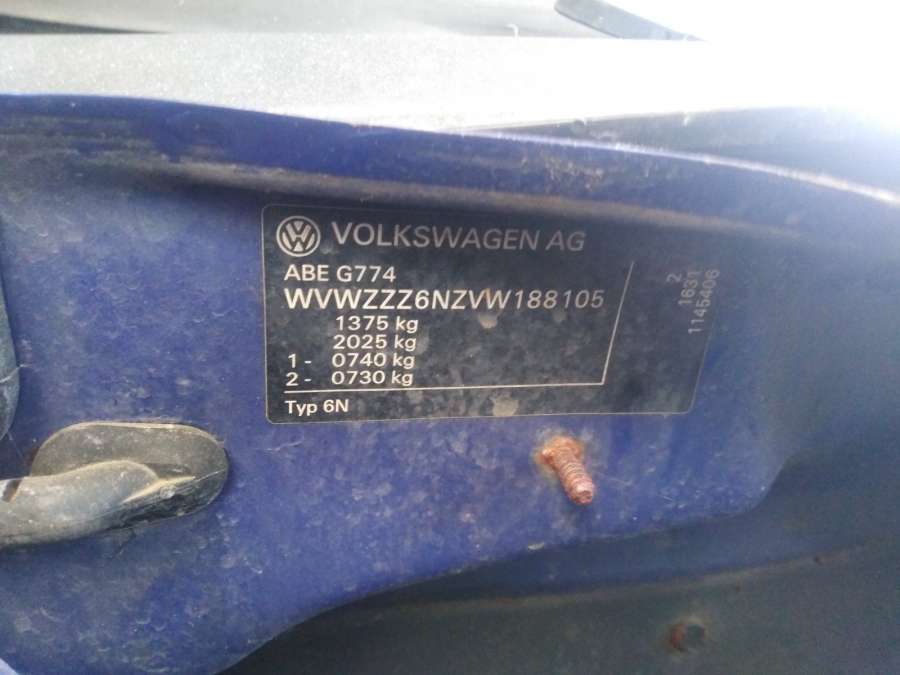 VOLKSWAGEN AG
ABE G774
WVWZZZ6NZVW188105
1375 kg
2025 kg
1- 0740 kg
2- 0730 kg
Typ 6N
2
1631
1145406